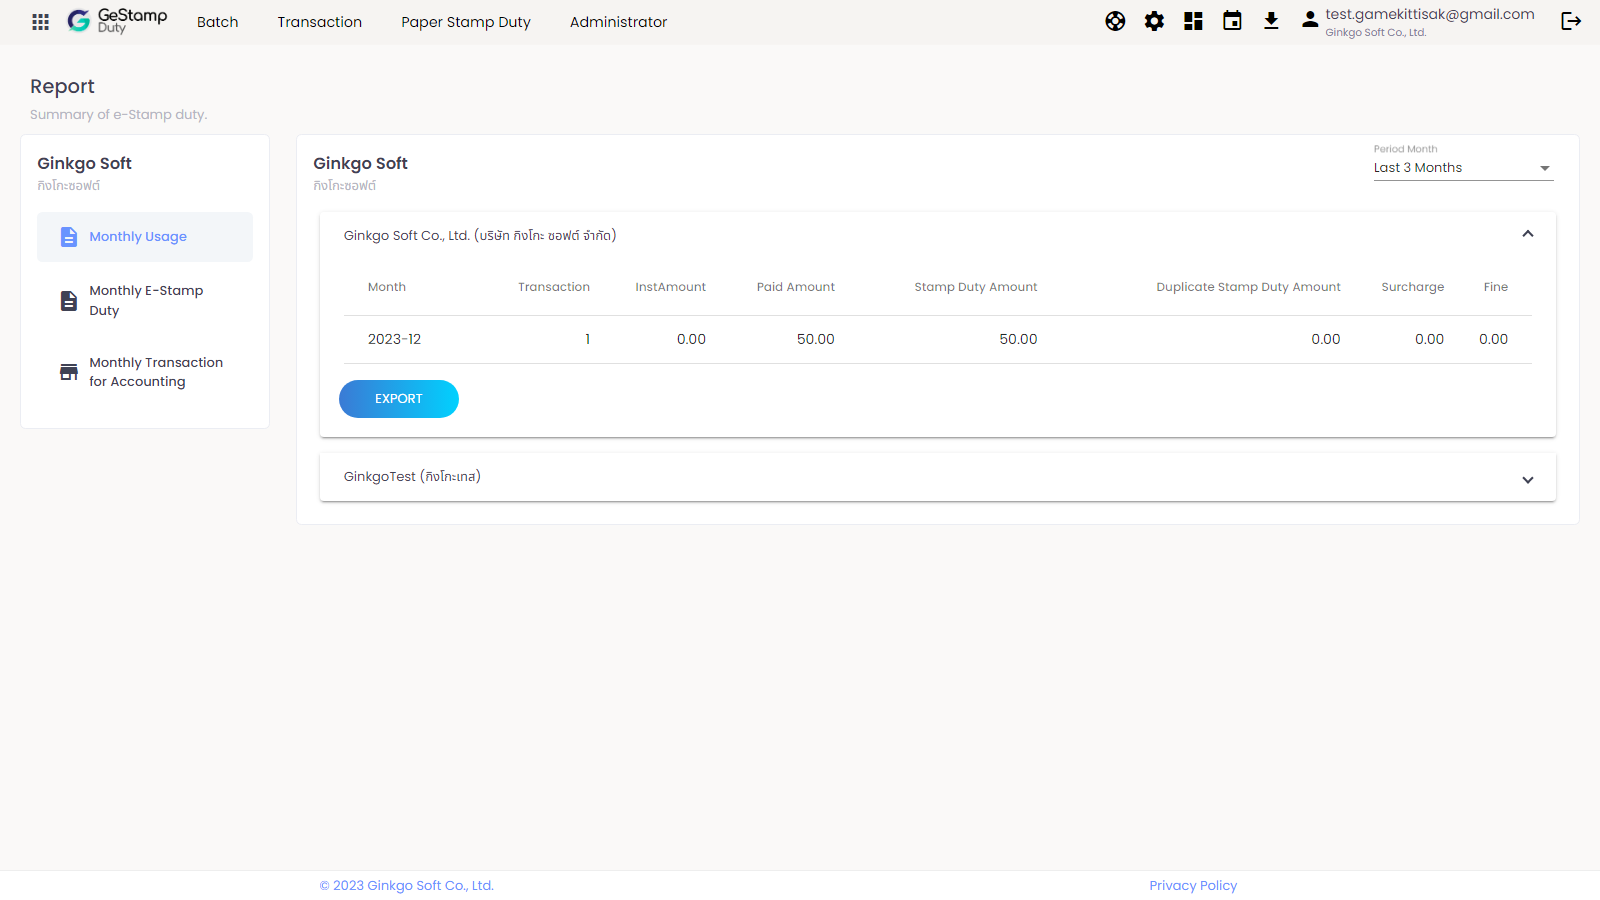 GeStamp
Duty
Batch
Transaction
Paper Stamp Duty
Administrator
test.gamekittisak@gmail.com
Ginkgo Soft Co., Ltd.
Report
Summary of e-Stamp duty.
Ginkgo Soft
กิงโกะซอฟต์
Monthly Usage
Monthly E-Stamp
Duty
Monthly Transaction
for Accounting
Ginkgo Soft
กิงโกะซอฟต์
Period Month
Last 3 Months
Ginkgo Soft Co., Ltd. (บริษัท กิงโกะ ซอฟต์ จำกัด)
Month Transaction InstAmount Paid Amount Stamp Duty Amount Duplicate Stamp Duty Amount Surcharge Fine
2023-12 1 0.00 50.00 50.00 0.00 0.00 0.00
EXPORT
GinkgoTest (กิงโกะเทส)
© 2023 Ginkgo Soft Co., Ltd.
Privacy Policy